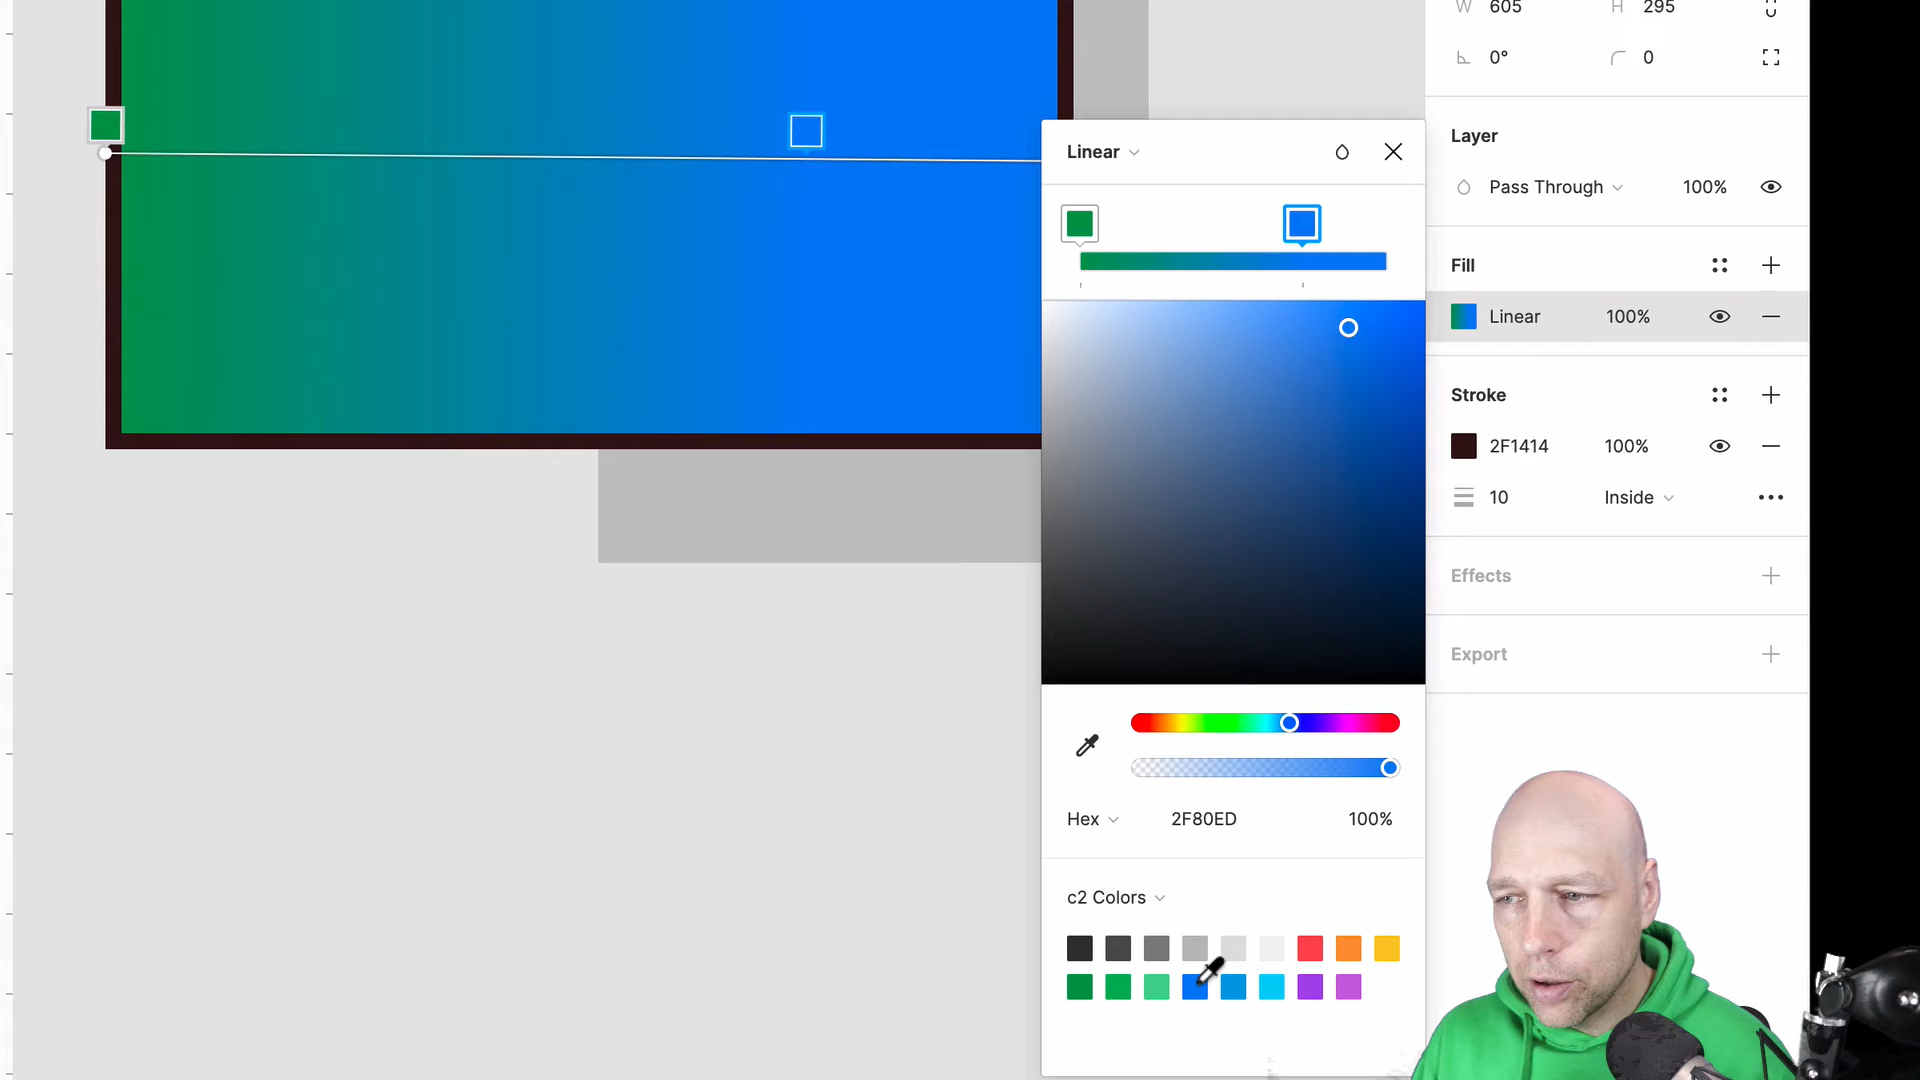 W 605 H 295
0° 0
Layer
Pass Through 100%
Fill
Linear 100%
Stroke
2F1414 100%
10 Inside
Effects
Export
Linear
Hex 2F80ED 100%
c2 Colors